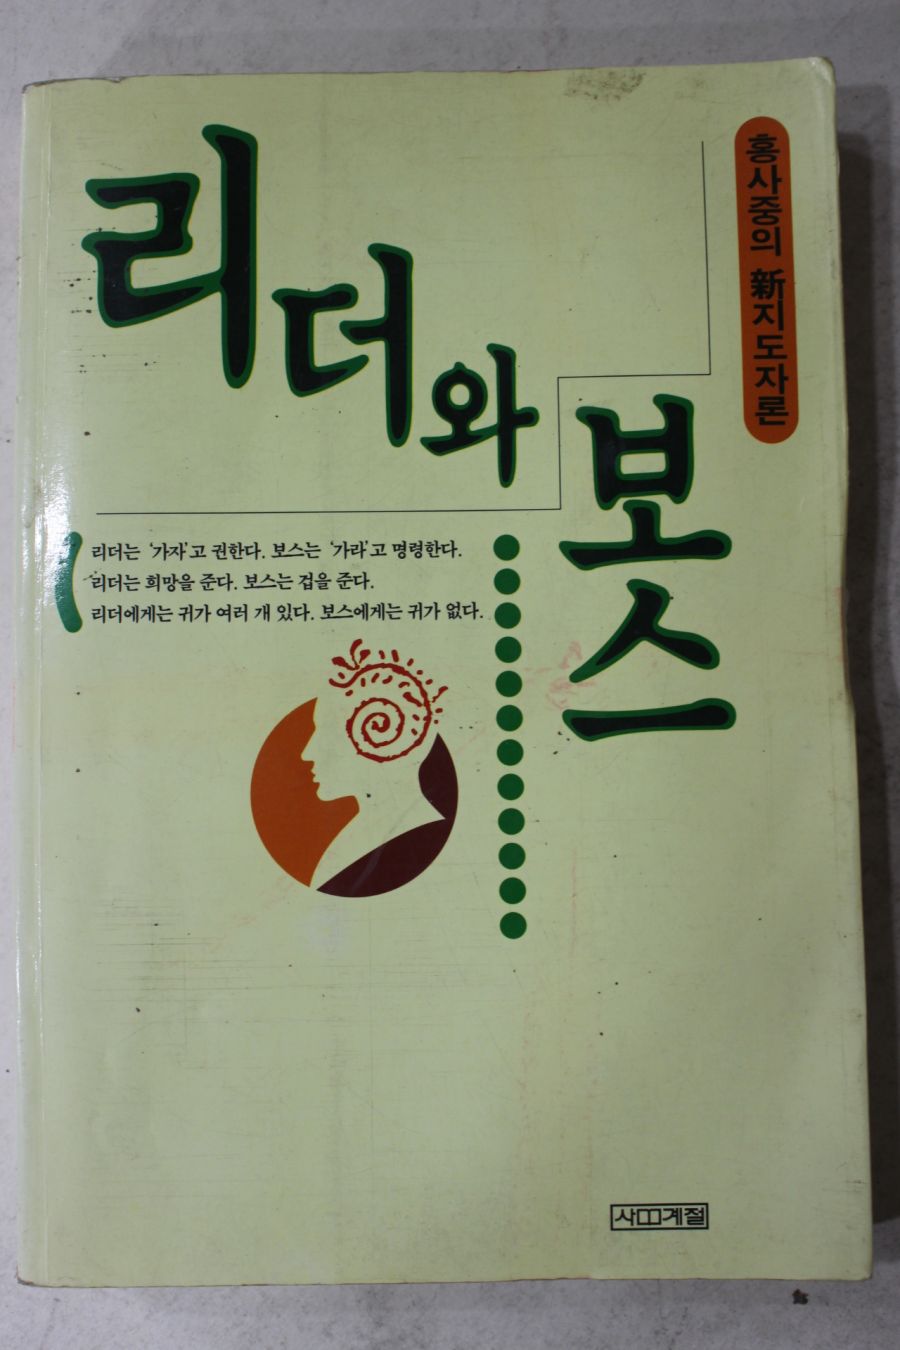 홍사중의 新지도자론
리더와
보스
리더는 '가자'고 권한다. 보스는 '가라'고 명령한다.
리더는 희망을 준다. 보스는 겁을 준다.
리더에게는 귀가 여러 개 있다. 보스에게는 귀가 없다.
사계절